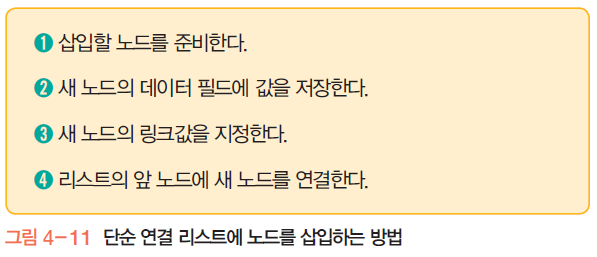 ❶ 삽입할 노드를 준비한다.
❷ 새 노드의 데이터 필드에 값을 저장한다.
❸ 새 노드의 링크값을 지정한다.
❹ 리스트의 앞 노드에 새 노드를 연결한다.
그림 4-11 단순 연결 리스트에 노드를 삽입하는 방법